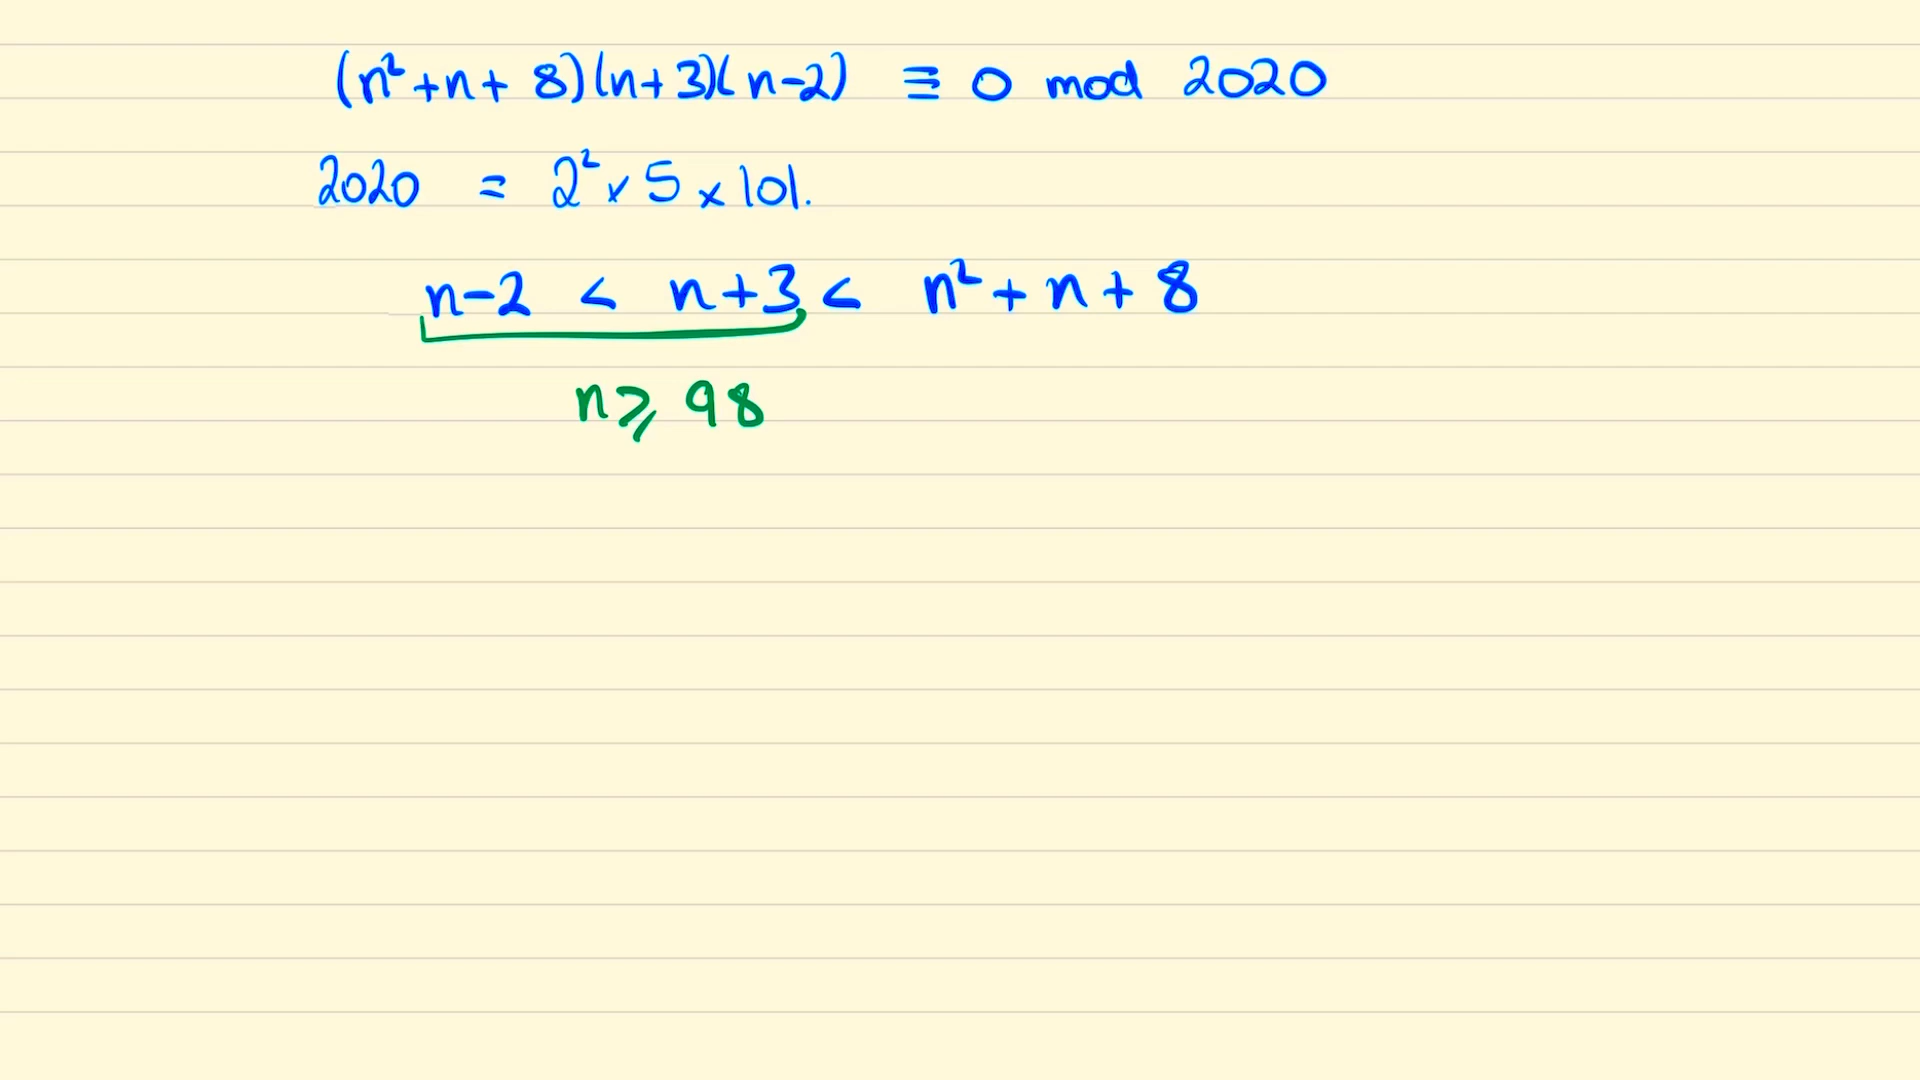 (n²+n+ 8)(n+3)(n-2) ≡ 0 mod 2020
2020 = 2² × 5 × 101.
n-2 < n+3 < n² + n + 8
n ⩾ 98